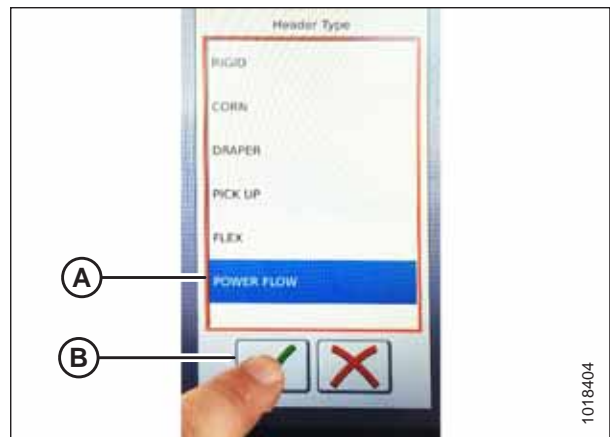 Header Type
RIGID
CORN
DRAPER
PICK UP
FLEX
POWER FLOW
A
B
1018404